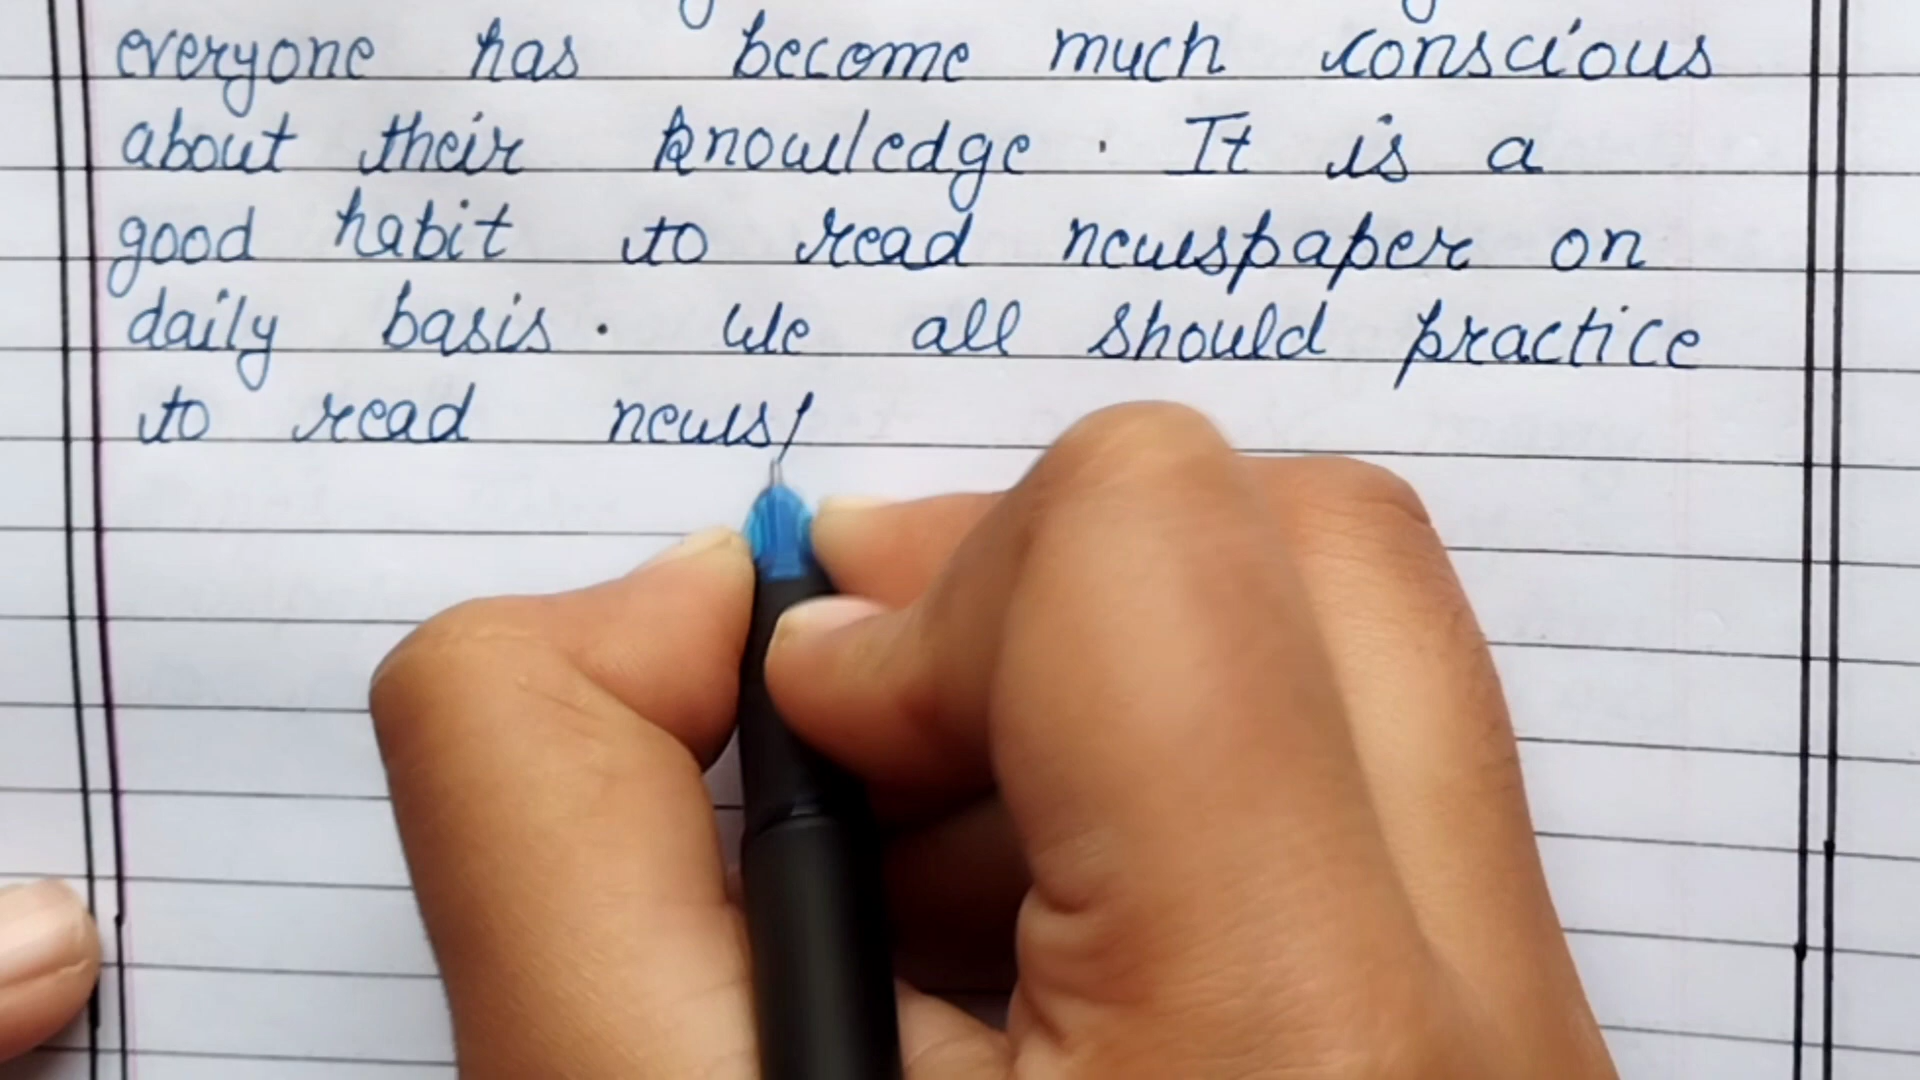 everyone has become much conscious
about their knowledge. It is a
good habit to read newspaper on
daily basis. We all should practice
to read news